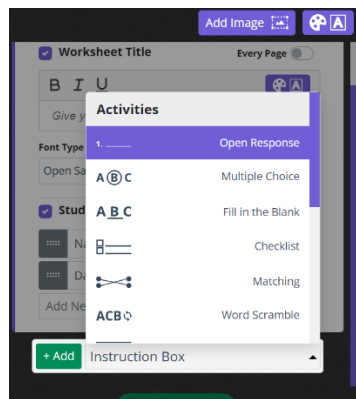 Add Image
A
Worksheet Title
Every Page
B I U
A
Give y
Activities
Font Type
1. Open Response
Open Sa
A B C Multiple Choice
A B C Fill in the Blank
Stud
Checklist
Na
Matching
Da
Add Ne
ACB Word Scramble
+ Add Instruction Box